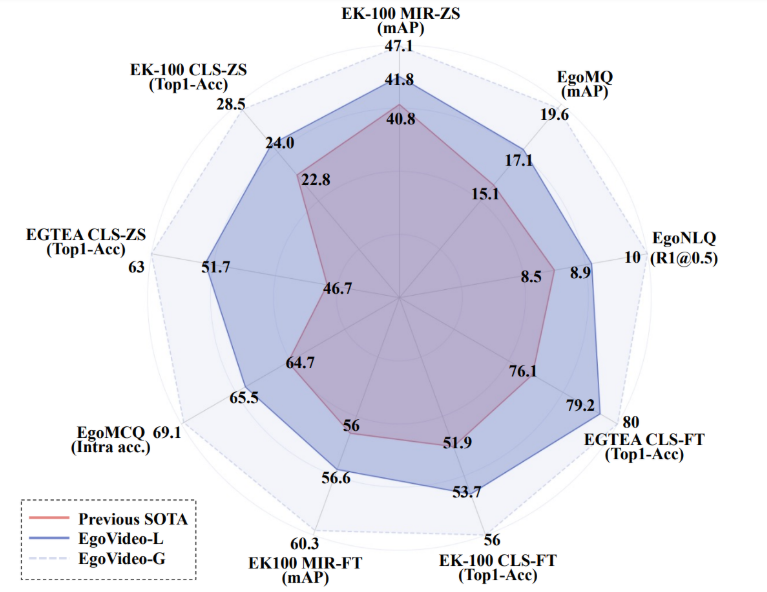 EK-100 MIR-ZS
(mAP)
47.1
EgoMQ
(mAP)
19.6
EK-100 CLS-ZS
(Top1-Acc)
28.5
41.8
40.8
24.0
17.1
22.8
15.1
EGTEA CLS-ZS
(Top1-Acc)
63
51.7
46.7
8.5
8.9
10
EgoNLQ
(R1@0.5)
64.7
76.1
65.5
79.2
80
EGTEA CLS-FT
(Top1-Acc)
EgoMCQ 69.1
(Intra acc.)
56
51.9
56.6
53.7
60.3
EK100 MIR-FT
(mAP)
56
EK-100 CLS-FT
(Top1-Acc)
Previous SOTA
EgoVideo-L
EgoVideo-G